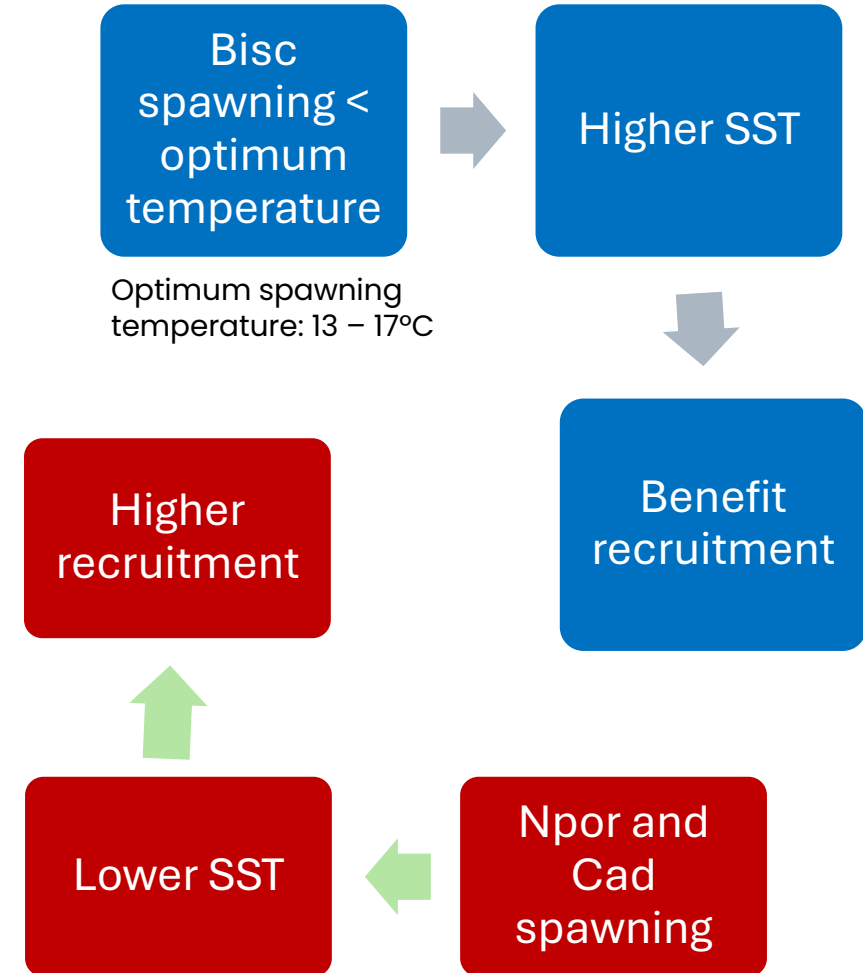 Bisc
spawning <
optimum
temperature
Higher SST
Optimum spawning
temperature: 13 – 17ºC
Benefit
recruitment
Higher
recruitment
Lower SST
Npor and
Cad
spawning